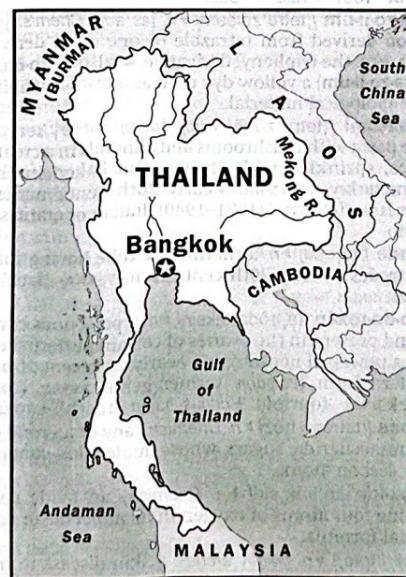 MYANMAR
(BURMA)
LAOS
South
China
Sea
THAILAND
Mekong R.
Bangkok
CAMBODIA
Gulf
of
Thailand
Andaman
Sea
MALAYSIA